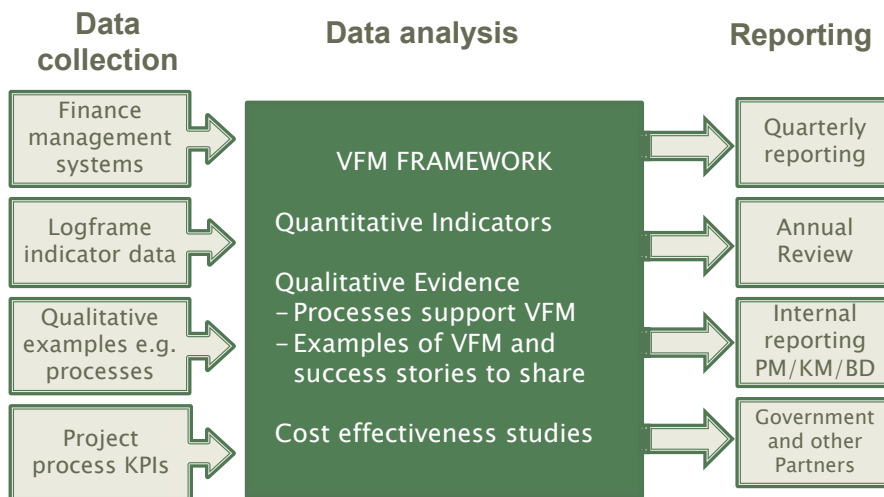 Data
collection
Data analysis
Reporting
Finance
management
systems
Logframe
indicator data
Qualitative
examples e.g.
processes
Project
process KPIs
VFM FRAMEWORK
Quantitative Indicators
Qualitative Evidence
–Processes support VFM
–Examples of VFM and
success stories to share
Cost effectiveness studies
Quarterly
reporting
Annual
Review
Internal
reporting
PM/KM/BD
Government
and other
Partners